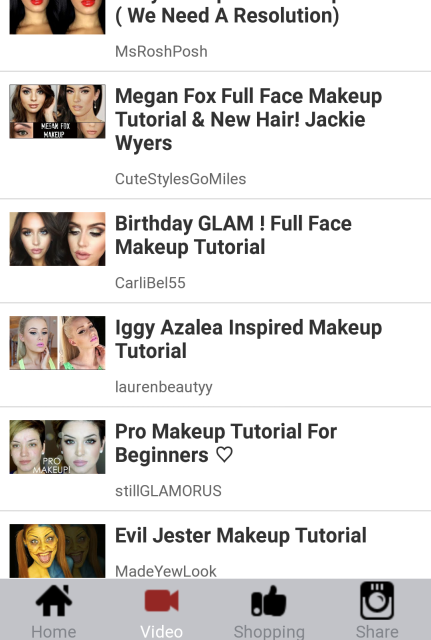 ( We Need A Resolution)
MsRoshPosh
MEGAN FOX
MAKEUP
Megan Fox Full Face Makeup
Tutorial & New Hair! Jackie
Wyers
CuteStylesGoMiles
Birthday GLAM ! Full Face
Makeup Tutorial
CarliBel55
Iggy Azalea Inspired Makeup
Tutorial
laurenbeautyy
PRO
MAKEUP!
Pro Makeup Tutorial For
Beginners ♡
stillGLAMORUS
Evil Jester Makeup Tutorial
MadeYewLook
Home Video Shopping Share